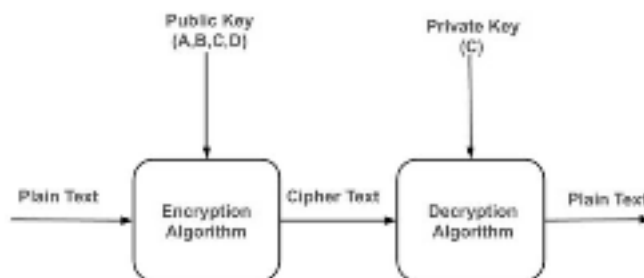 Public Key
(A,B,C,D)
Private Key
(C)
Plain Text
Encryption
Algorithm
Cipher Text
Decryption
Algorithm
Plain Text